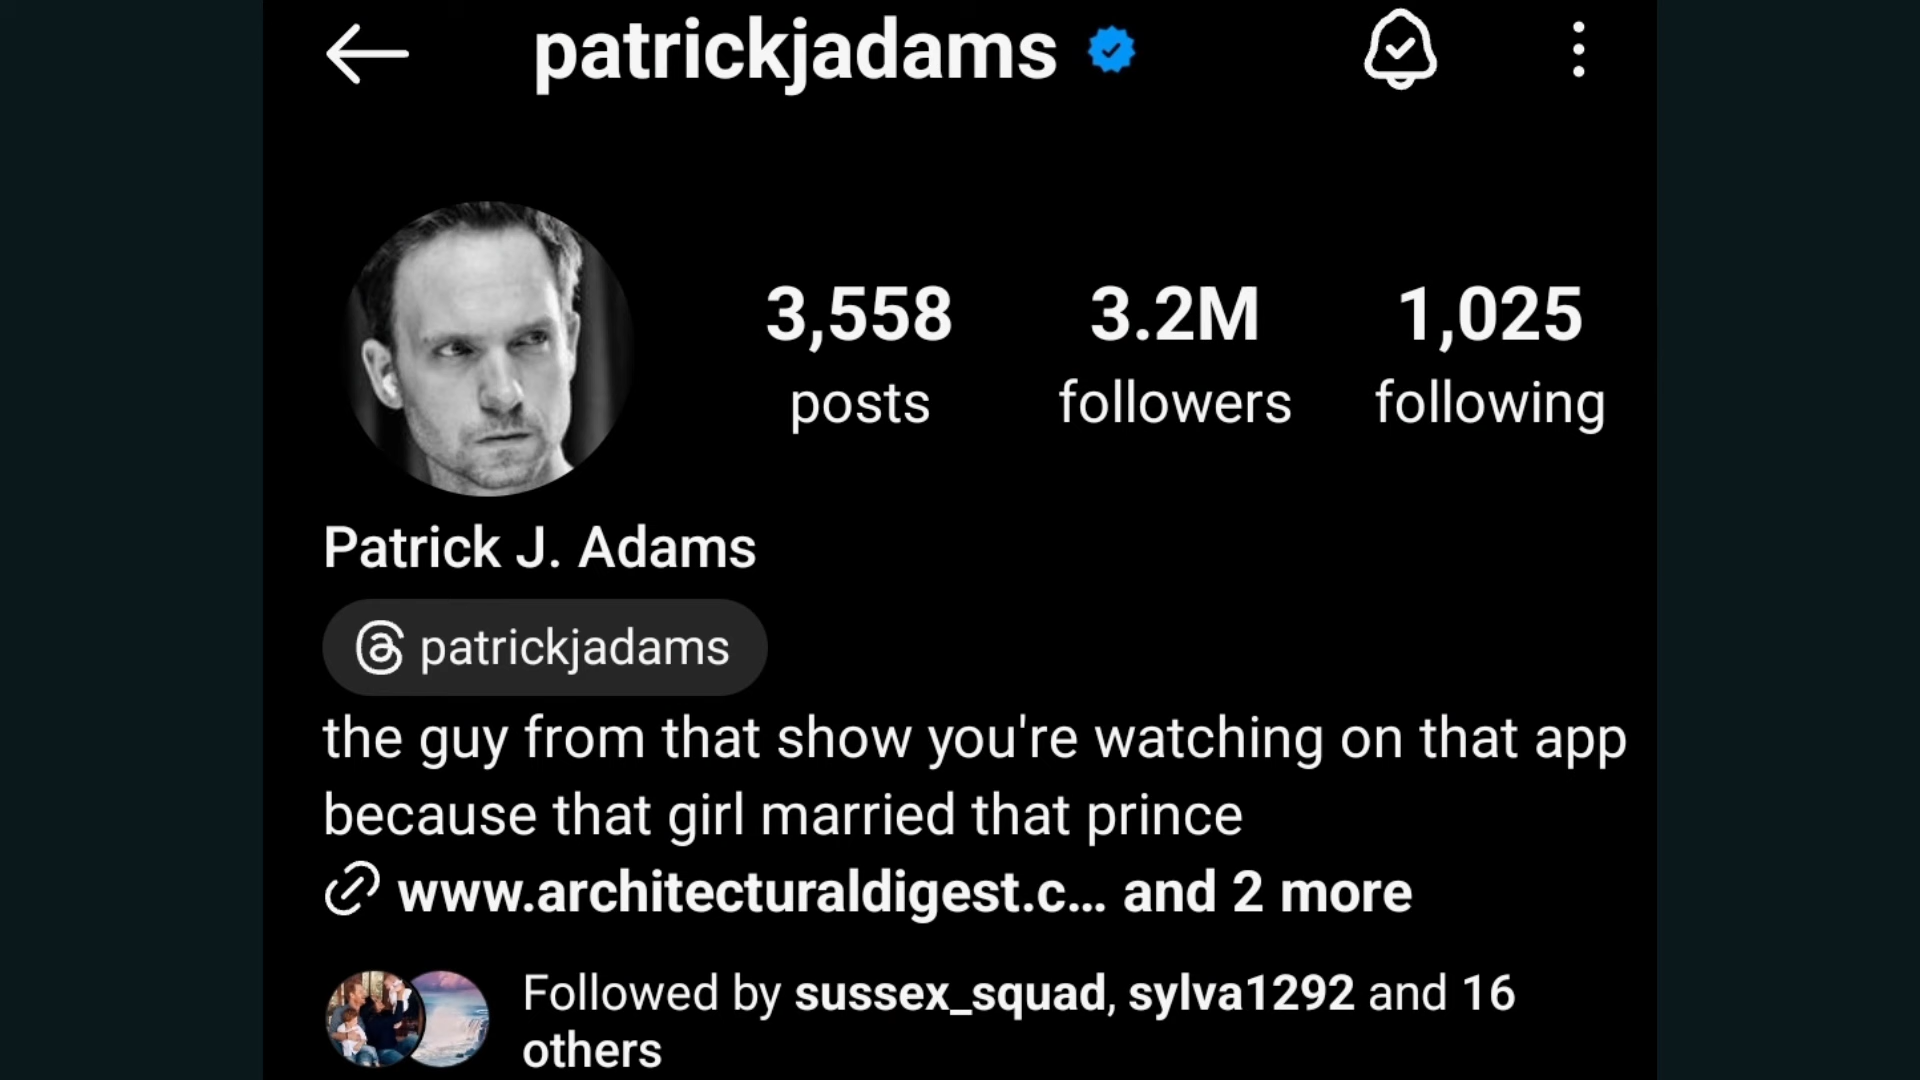 patrickjadams
3,558 3.2M 1,025
posts followers following
Patrick J. Adams
patrickjadams
the guy from that show you're watching on that app
because that girl married that prince
www.architecturaldigest.c... and 2 more
Followed by sussex_squad, sylva1292 and 16
others